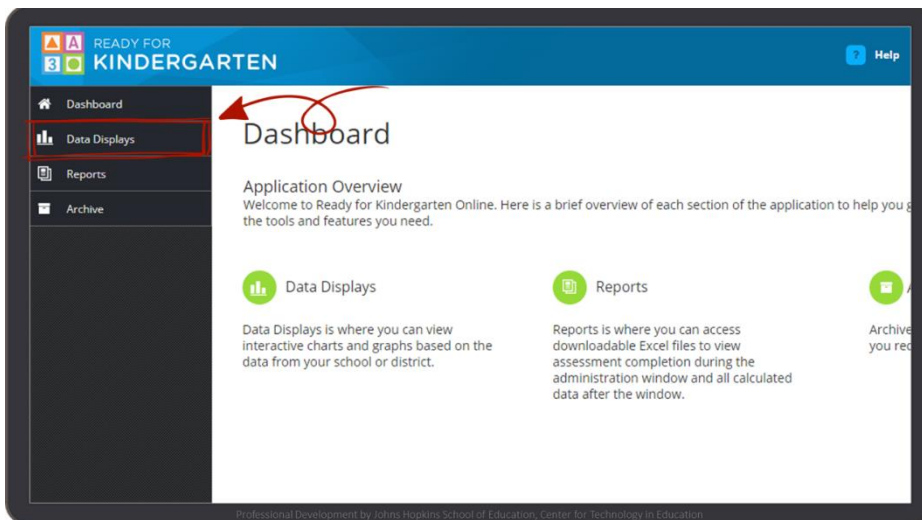 A
3
READY FOR
KINDERGARTEN
? Help
Dashboard
Data Displays
Reports
Archive
Dashboard
Application Overview
Welcome to Ready for Kindergarten Online. Here is a brief overview of each section of the application to help you g
the tools and features you need.
Data Displays
Data Displays is where you can view
interactive charts and graphs based on the
data from your school or district.
Reports
Reports is where you can access
downloadable Excel files to view
assessment completion during the
administration window and all calculated
data after the window.
A
Archive
you rec
Professional Development by Johns Hopkins School of Education, Center for Technology in Education